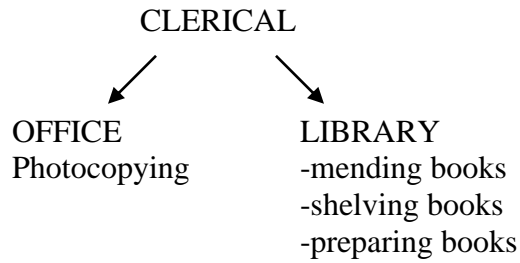 CLERICAL
OFFICE
Photocopying
LIBRARY
-mending books
-shelving books
-preparing books